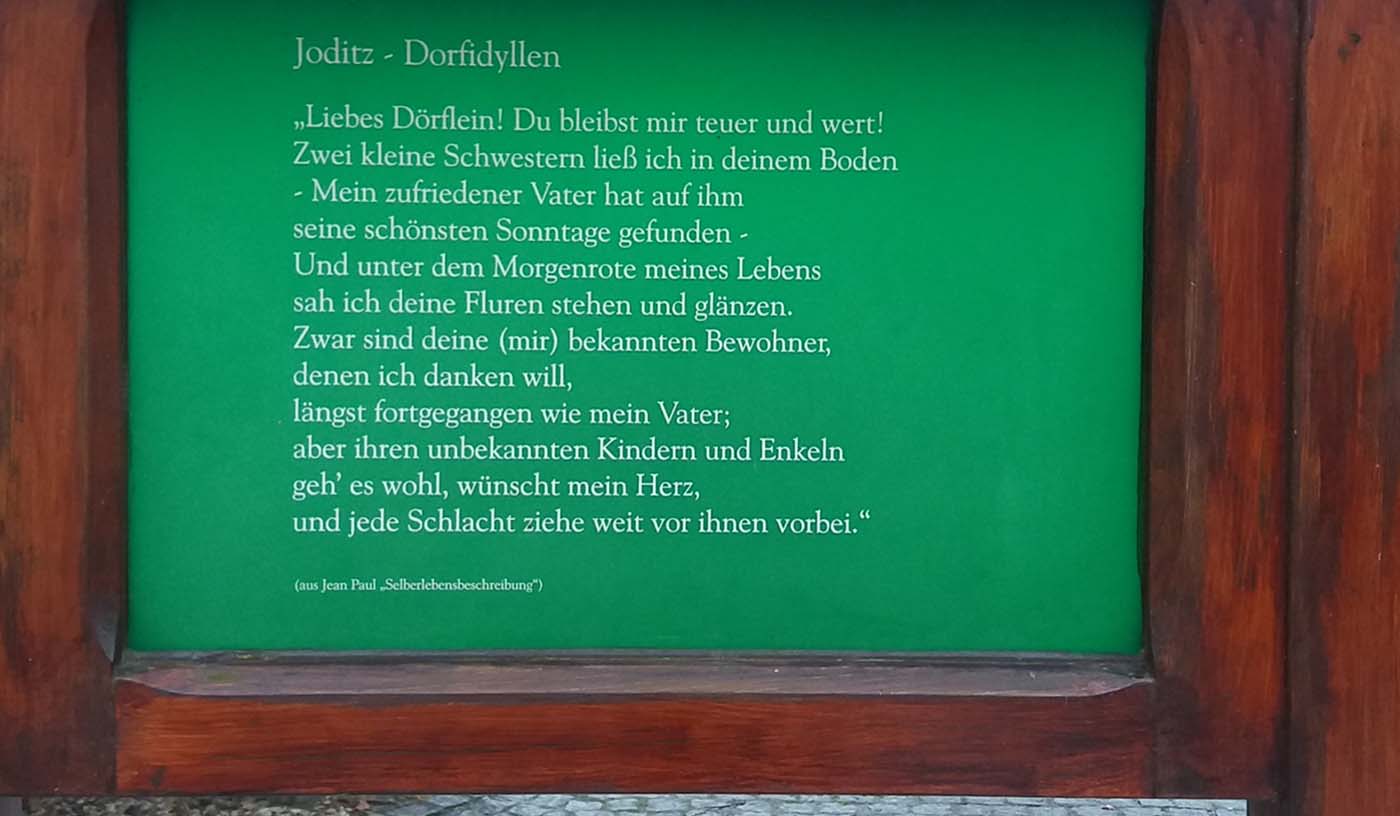 Joditz - Dorfidyllen
„Liebes Dörflein! Du bleibst mir teuer und wert!
Zwei kleine Schwestern ließ ich in deinem Boden
- Mein zufriedener Vater hat auf ihm
seine schönsten Sonntage gefunden -
Und unter dem Morgenrote meines Lebens
sah ich deine Fluren stehen und glänzen.
Zwar sind deine (mir) bekannten Bewohner,
denen ich danken will,
längst fortgegangen wie mein Vater;
aber ihren unbekannten Kindern und Enkeln
geh’ es wohl, wünscht mein Herz,
und jede Schlacht ziehe weit vor ihnen vorbei.“
(aus Jean Paul „Selberlebensbeschreibung“)